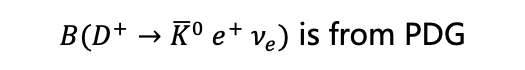 B(D⁺ → K̅⁰ e⁺ νₑ) is from PDG